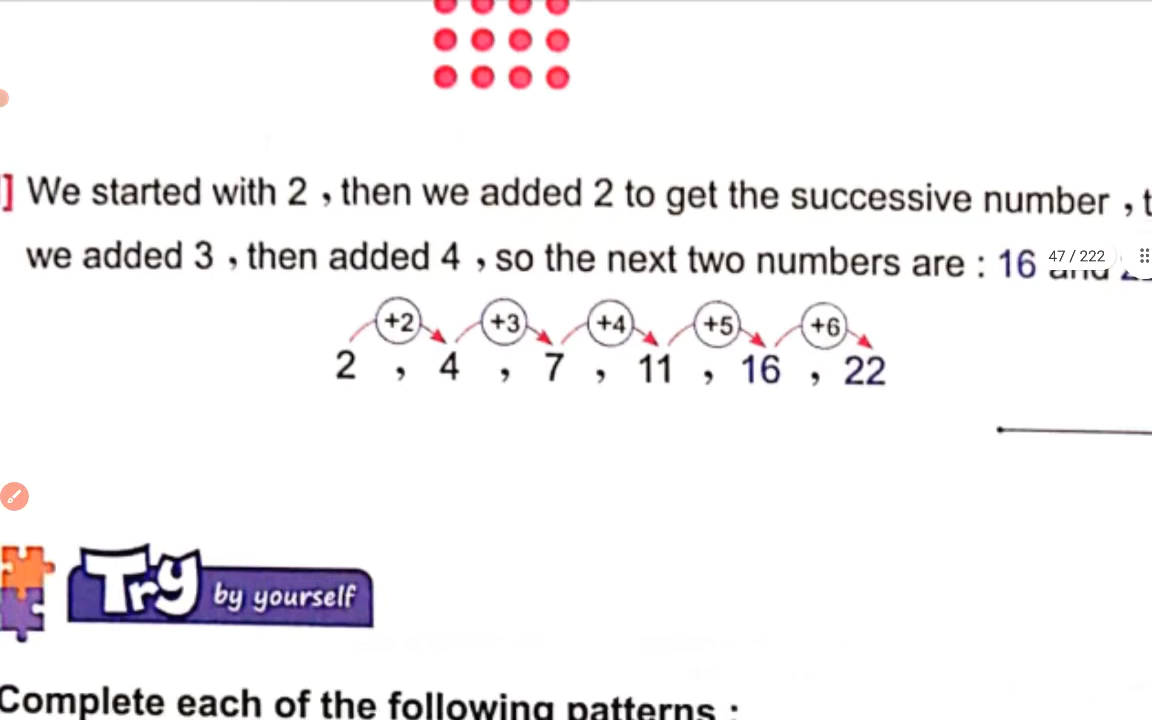 ] We started with 2 , then we added 2 to get the successive number , t
we added 3 , then added 4 , so the next two numbers are : 16 and
47 / 222
+2 +3 +4 +5 +6
2 , 4 , 7 , 11 , 16 , 22
Try by yourself
Complete each of the following patterns :